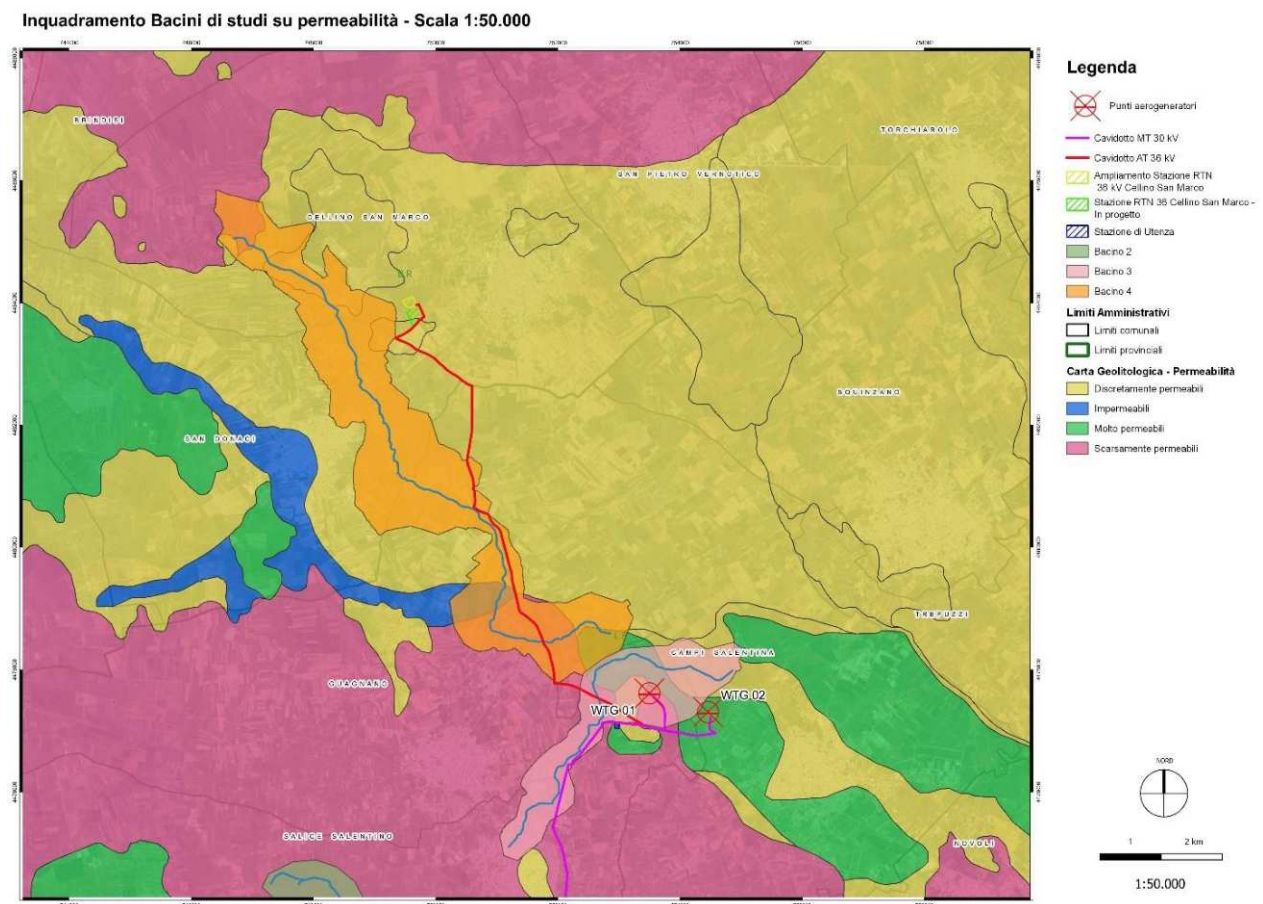 Inquadramento Bacini di studi su permeabilità - Scala 1:50.000
BRINDISI
TORCHIAROLO
SAN PIETRO VERNOTICO
CELLINO SAN MARCO
BR
SQUINZANO
SAN DONACI
TREPUZZI
CAMPI SALENTINA
GUAGNANO
WTG 01
WTG 02
SALICE SALENTINO
NOVOLI
Legenda
Punti aerogeneratori
Cavidotto MT 30 kV
Cavidotto AT 36 kV
Ampliamento Stazione RTN
36 kV Cellino San Marco
Stazione RTN 36 Cellino San Marco -
In progetto
Stazione di Utenza
Bacino 2
Bacino 3
Bacino 4
Limiti Amministrativi
Limiti comunali
Limiti provinciali
Carta Geolitologica - Permeabilità
Discretamente permeabili
Impermeabili
Molto permeabili
Scarsamente permeabili
NORD
1 2 km
1:50.000